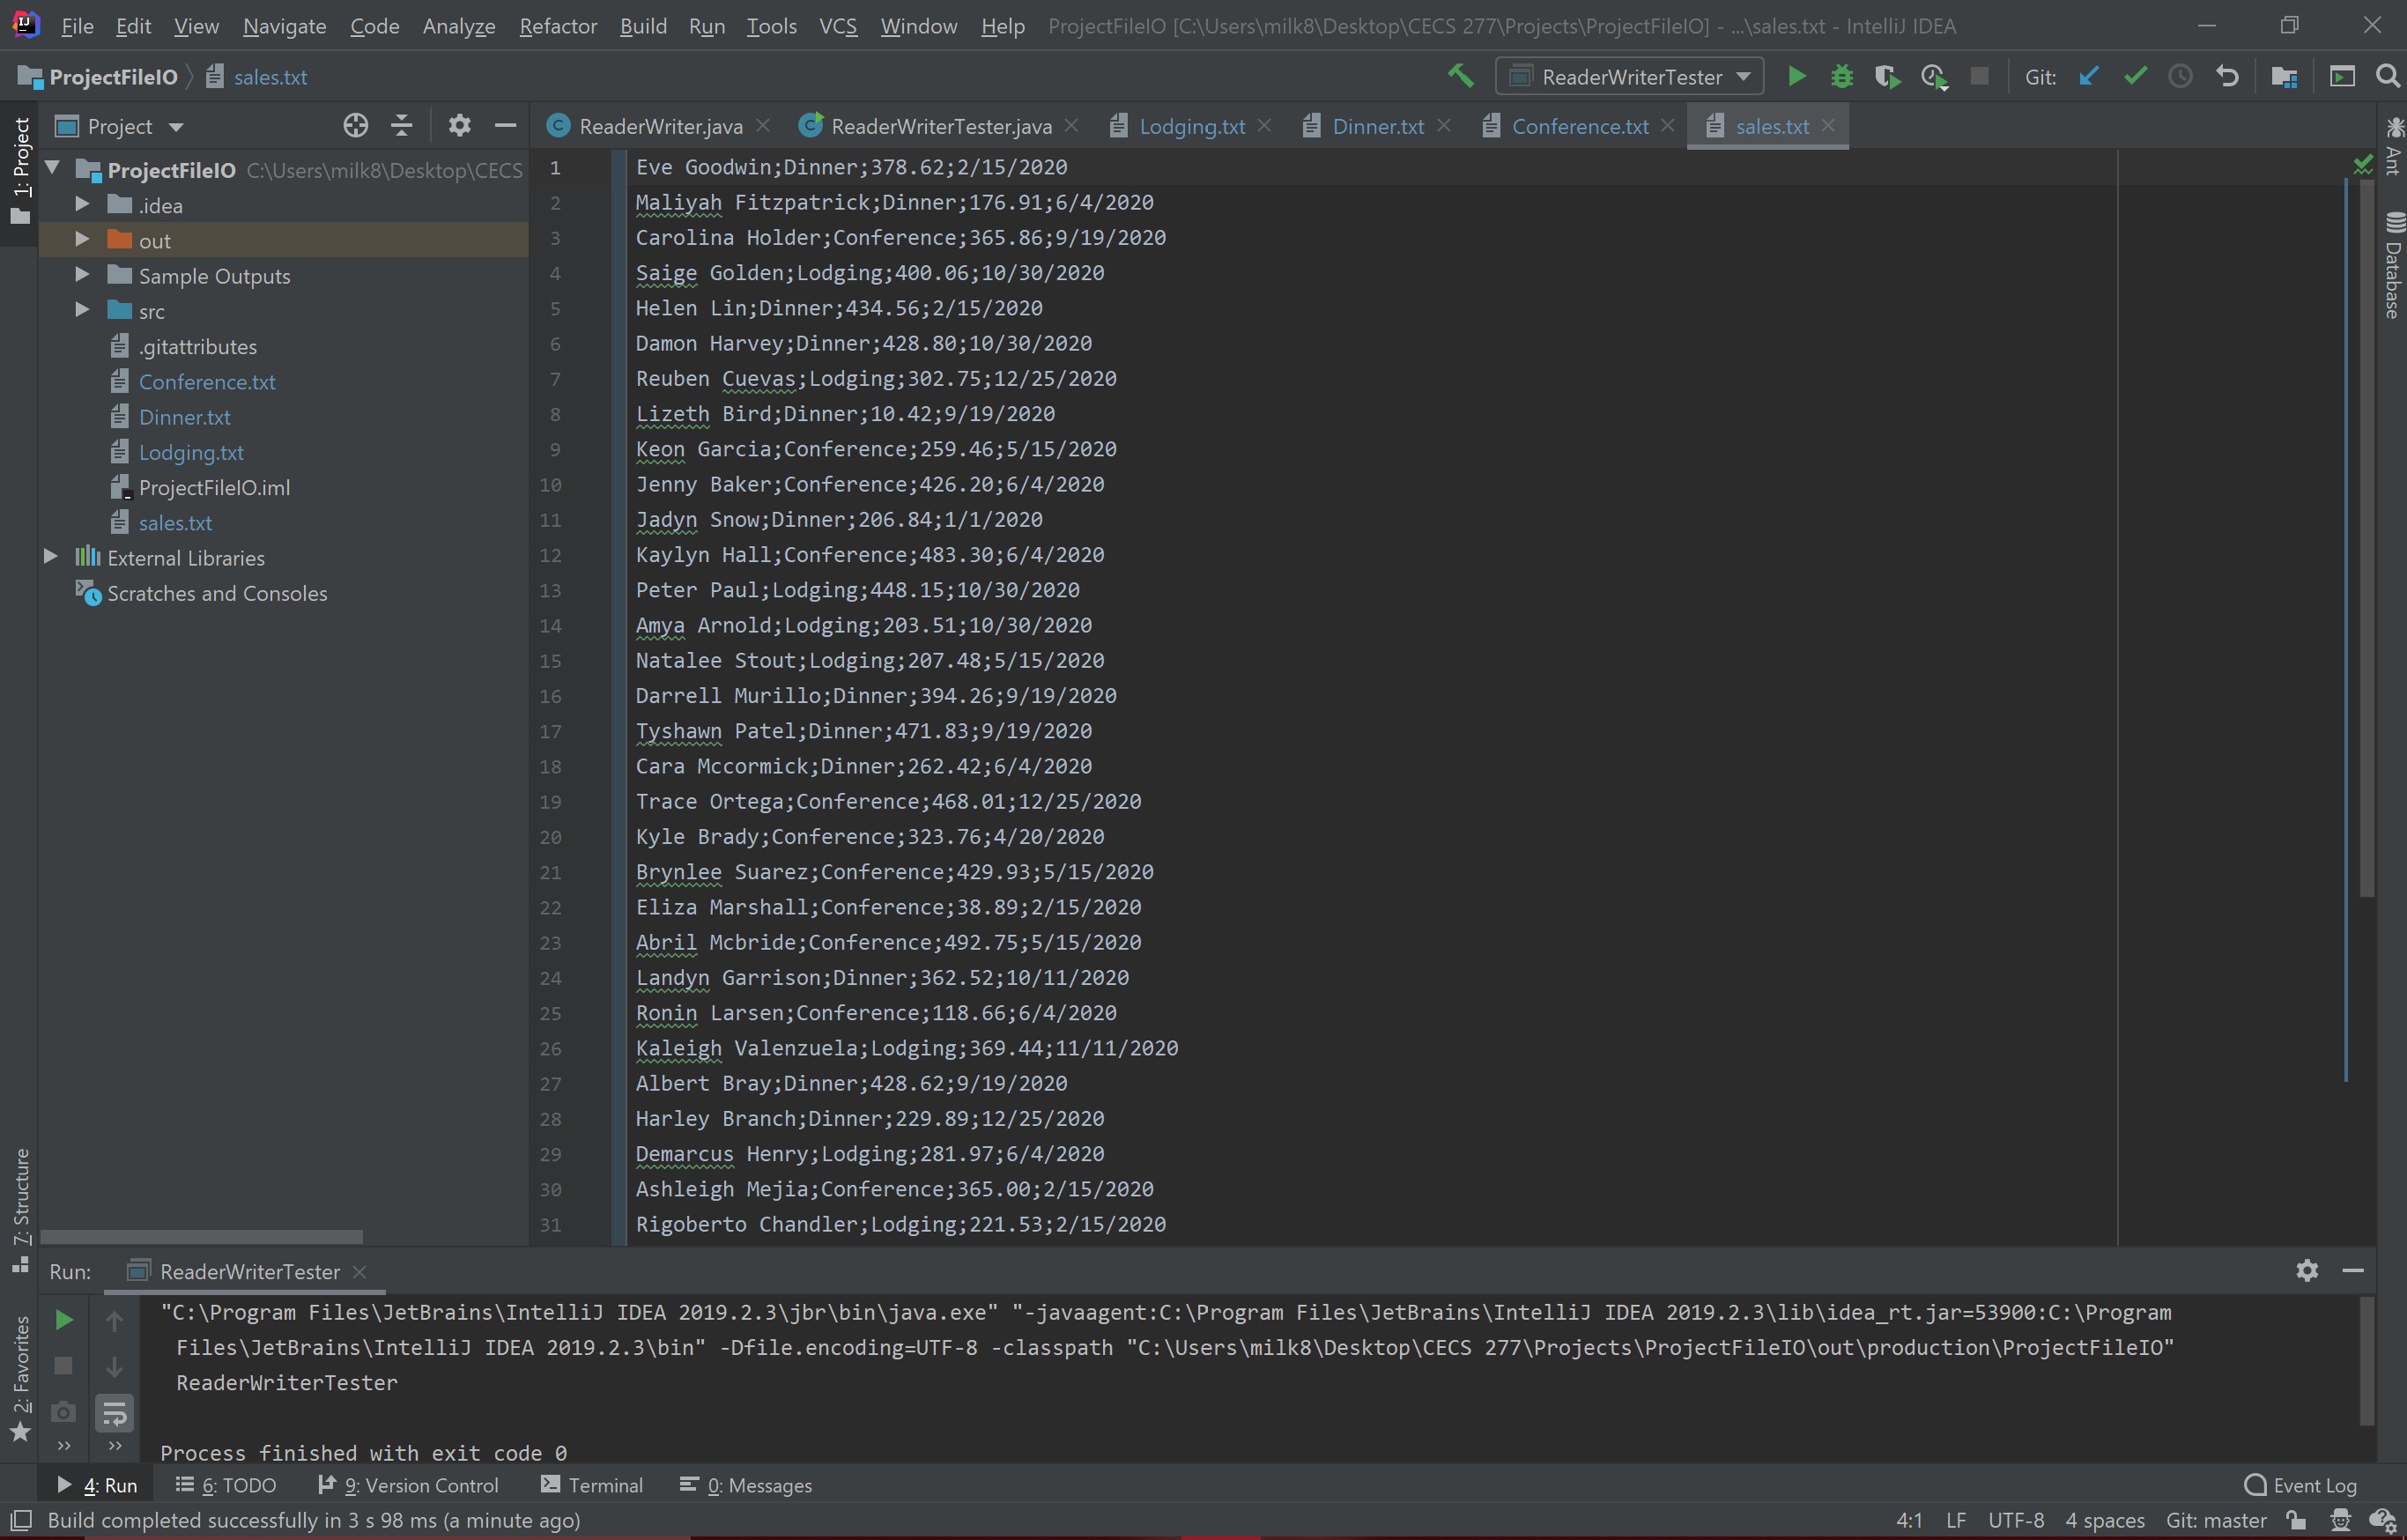 File Edit View Navigate Code Analyze Refactor Build Run Tools VCS Window Help ProjectFileIO [C:\Users\milk8\Desktop\CECS 277\Projects\ProjectFileIO] - ...\sales.txt - IntelliJ IDEA
ProjectFileIO sales.txt ReaderWriterTester Git:
1: Project
Project
ReaderWriter.java ReaderWriterTester.java Lodging.txt Dinner.txt Conference.txt sales.txt
Ant
Database
ProjectFileIO C:\Users\milk8\Desktop\CECS
.idea
out
Sample Outputs
src
.gitattributes
Conference.txt
Dinner.txt
Lodging.txt
ProjectFileIO.iml
sales.txt
External Libraries
Scratches and Consoles
1 Eve Goodwin;Dinner;378.62;2/15/2020
2 Maliyah Fitzpatrick;Dinner;176.91;6/4/2020
3 Carolina Holder;Conference;365.86;9/19/2020
4 Saige Golden;Lodging;400.06;10/30/2020
5 Helen Lin;Dinner;434.56;2/15/2020
6 Damon Harvey;Dinner;428.80;10/30/2020
7 Reuben Cuevas;Lodging;302.75;12/25/2020
8 Lizeth Bird;Dinner;10.42;9/19/2020
9 Keon Garcia;Conference;259.46;5/15/2020
10 Jenny Baker;Conference;426.20;6/4/2020
11 Jadyn Snow;Dinner;206.84;1/1/2020
12 Kaylyn Hall;Conference;483.30;6/4/2020
13 Peter Paul;Lodging;448.15;10/30/2020
14 Amya Arnold;Lodging;203.51;10/30/2020
15 Natalee Stout;Lodging;207.48;5/15/2020
16 Darrell Murillo;Dinner;394.26;9/19/2020
17 Tyshawn Patel;Dinner;471.83;9/19/2020
18 Cara Mccormick;Dinner;262.42;6/4/2020
19 Trace Ortega;Conference;468.01;12/25/2020
20 Kyle Brady;Conference;323.76;4/20/2020
21 Brynlee Suarez;Conference;429.93;5/15/2020
22 Eliza Marshall;Conference;38.89;2/15/2020
23 Abril Mcbride;Conference;492.75;5/15/2020
24 Landyn Garrison;Dinner;362.52;10/11/2020
25 Ronin Larsen;Conference;118.66;6/4/2020
26 Kaleigh Valenzuela;Lodging;369.44;11/11/2020
27 Albert Bray;Dinner;428.62;9/19/2020
28 Harley Branch;Dinner;229.89;12/25/2020
29 Demarcus Henry;Lodging;281.97;6/4/2020
30 Ashleigh Mejia;Conference;365.00;2/15/2020
31 Rigoberto Chandler;Lodging;221.53;2/15/2020
7: Structure
2: Favorites
Run: ReaderWriterTester
"C:\Program Files\JetBrains\IntelliJ IDEA 2019.2.3\jbr\bin\java.exe" "-javaagent:C:\Program Files\JetBrains\IntelliJ IDEA 2019.2.3\lib\idea_rt.jar=53900:C:\Program
Files\JetBrains\IntelliJ IDEA 2019.2.3\bin" -Dfile.encoding=UTF-8 -classpath "C:\Users\milk8\Desktop\CECS 277\Projects\ProjectFileIO\out\production\ProjectFileIO"
ReaderWriterTester
Process finished with exit code 0
4: Run 6: TODO 9: Version Control Terminal 0: Messages Event Log
Build completed successfully in 3 s 98 ms (a minute ago) 4:1 LF UTF-8 4 spaces Git: master